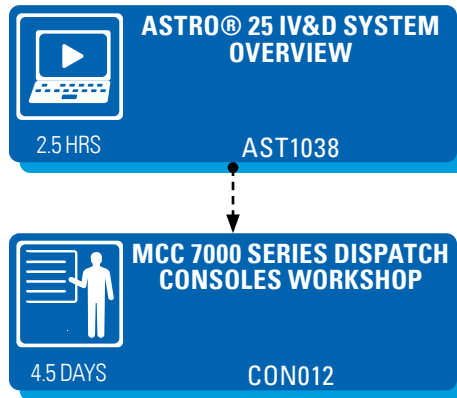 ASTRO® 25 IV&D SYSTEM
OVERVIEW
2.5 HRS
AST1038
MCC 7000 SERIES DISPATCH
CONSOLES WORKSHOP
4.5 DAYS
CON012